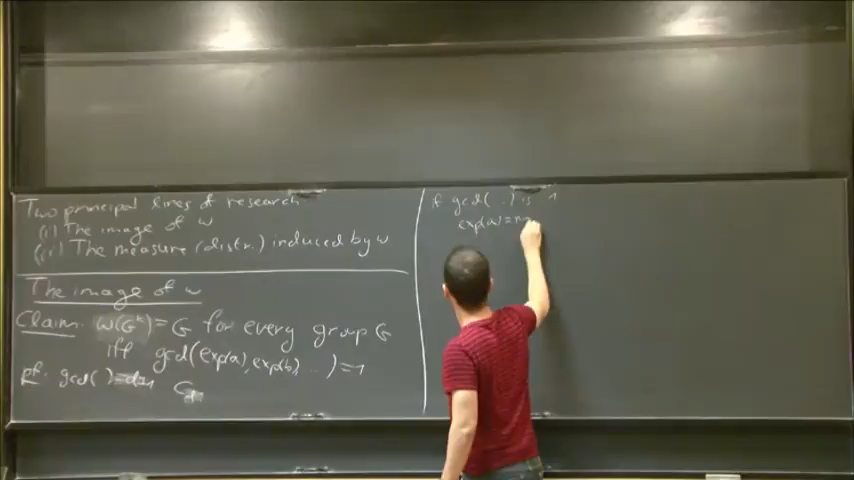 Two principal lines of research
(i) The image of w
(ii) The measure (distr.) induced by w
The image of w
Claim. w(G^k) = G for every group G
iff gcd(exp(a), exp(b), ...) = 1
pf. gcd( ) = d
if gcd( .. ) is 1
exp(a) =